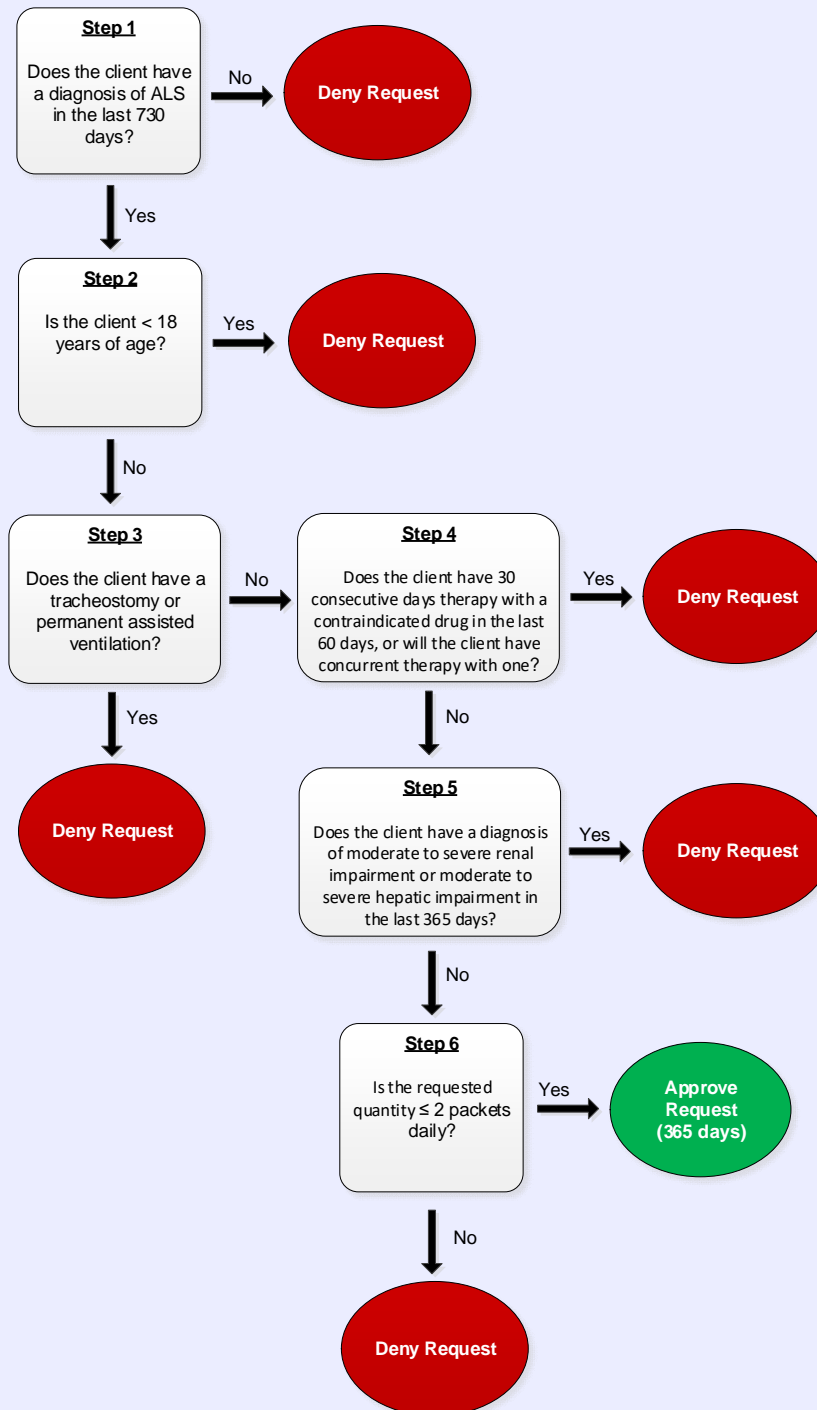 Step 1
Does the client have
a diagnosis of ALS
in the last 730
days?
No
Deny Request
Yes
Step 2
Is the client < 18
years of age?
Yes
Deny Request
No
Step 3
Does the client have a
tracheostomy or
permanent assisted
ventilation?
No
Step 4
Does the client have 30
consecutive days therapy with a
contraindicated drug in the last
60 days, or will the client have
concurrent therapy with one?
Yes
Deny Request
Yes
Deny Request
No
Step 5
Does the client have a diagnosis
of moderate to severe renal
impairment or moderate to
severe hepatic impairment in
the last 365 days?
Yes
Deny Request
No
Step 6
Is the requested
quantity ≤ 2 packets
daily?
Yes
Approve
Request
(365 days)
No
Deny Request